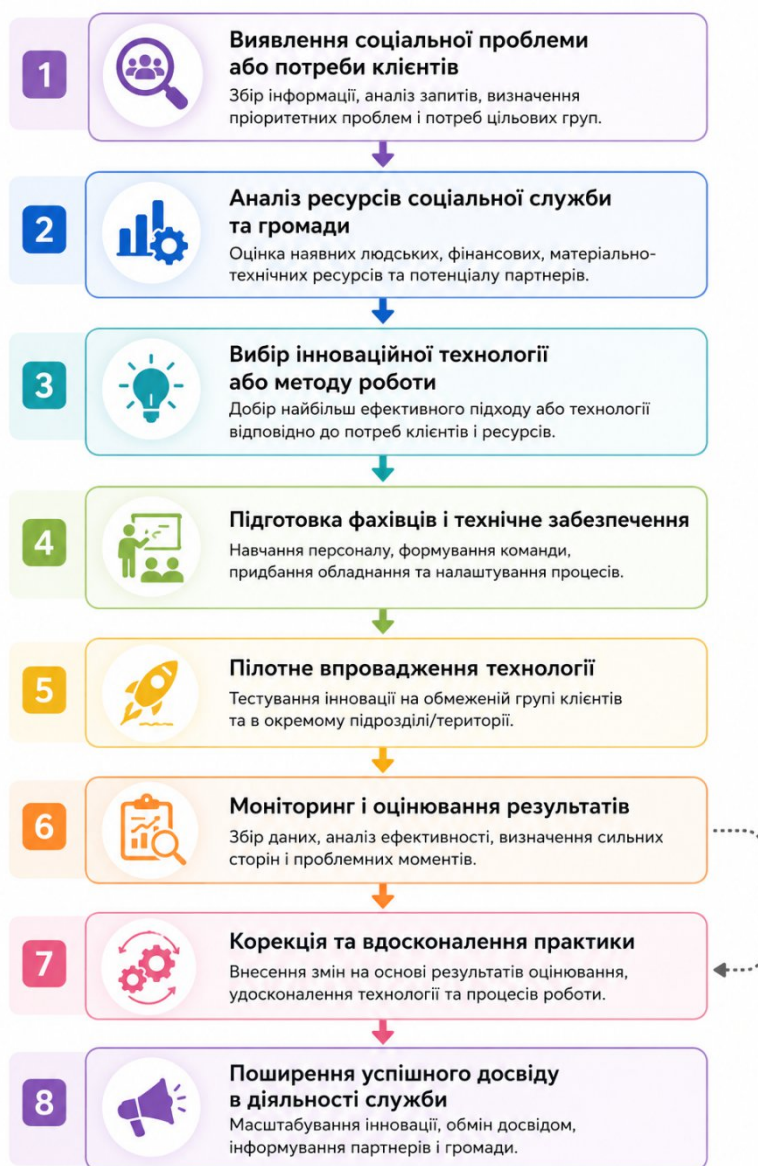 1
Виявлення соціальної проблеми
або потреби клієнтів
Збір інформації, аналіз запитів, визначення
пріоритетних проблем і потреб цільових груп.
2
Аналіз ресурсів соціальної служби
та громади
Оцінка наявних людських, фінансових, матеріально-
технічних ресурсів та потенціалу партнерів.
3
Вибір інноваційної технології
або методу роботи
Добір найбільш ефективного підходу або технології
відповідно до потреб клієнтів і ресурсів.
4
Підготовка фахівців і технічне забезпечення
Навчання персоналу, формування команди,
придбання обладнання та налаштування процесів.
5
Пілотне впровадження технології
Тестування інновації на обмеженій групі клієнтів
та в окремому підрозділі/території.
6
Моніторинг і оцінювання результатів
Збір даних, аналіз ефективності, визначення сильних
сторін і проблемних моментів.
7
Корекція та вдосконалення практики
Внесення змін на основі результатів оцінювання,
удосконалення технології та процесів роботи.
8
Поширення успішного досвіду
в діяльності служби
Масштабування інновації, обмін досвідом,
інформування партнерів і громади.